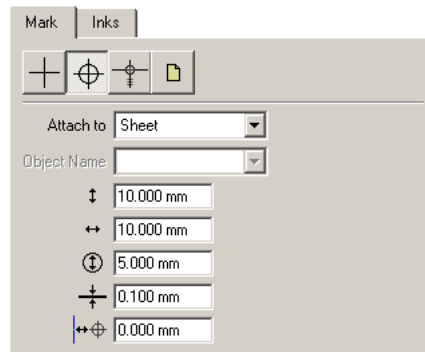 Mark Inks
Attach to Sheet
Object Name
10.000 mm
10.000 mm
5.000 mm
0.100 mm
0.000 mm